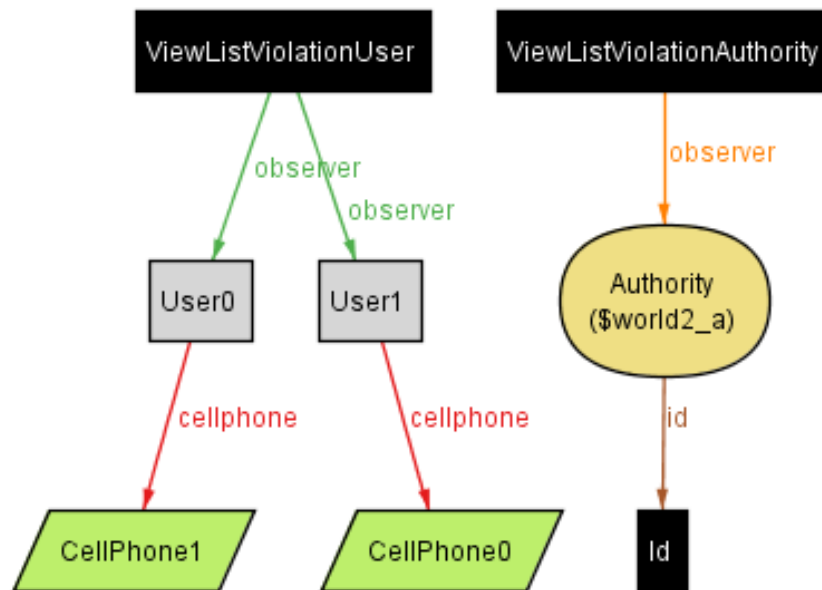 ViewListViolationUser
ViewListViolationAuthority
observer
observer
observer
User0
User1
Authority
($world2_a)
cellphone
cellphone
id
CellPhone1
CellPhone0
Id